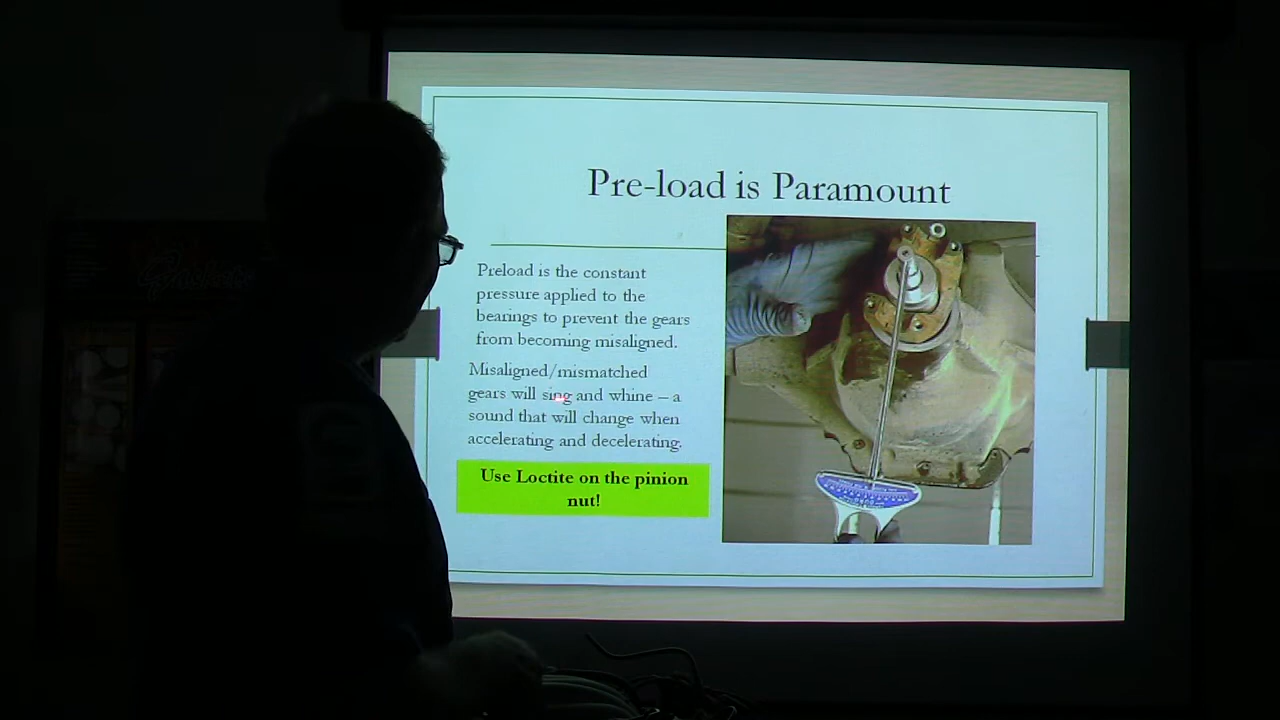 Pre-load is Paramount
Preload is the constant
pressure applied to the
bearings to prevent the gears
from becoming misaligned.
Misaligned/mismatched
gears will sing and whine – a
sound that will change when
accelerating and decelerating.
Use Loctite on the pinion
nut!